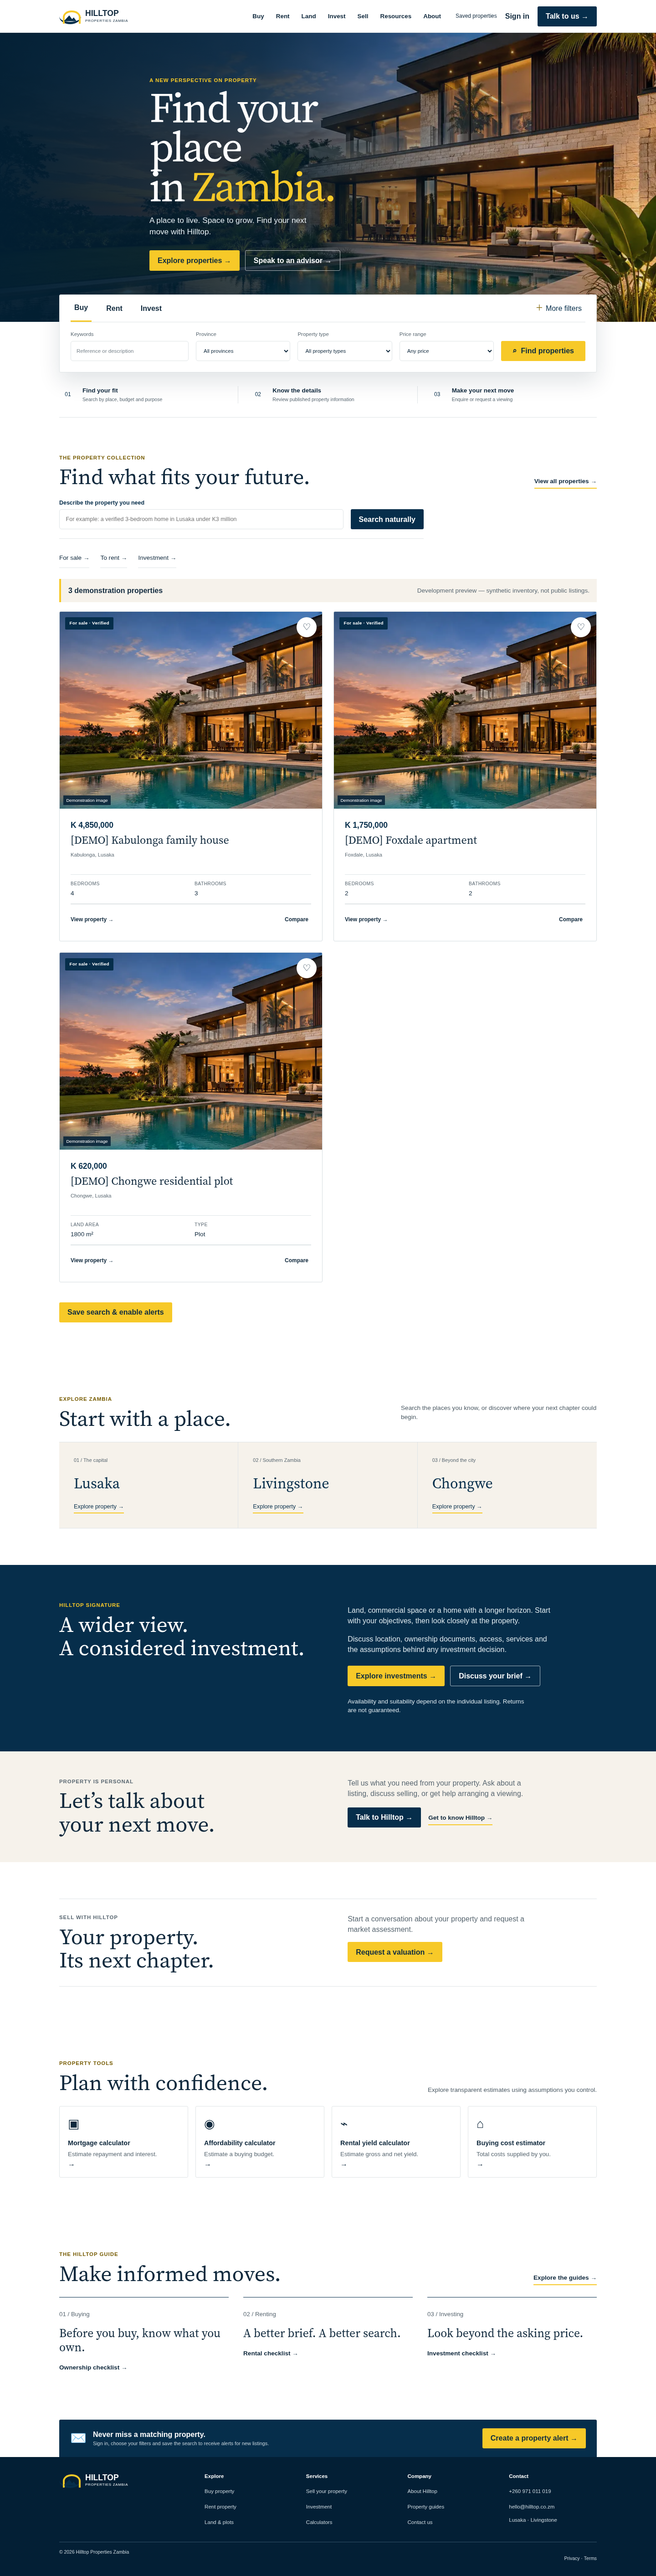 HILLTOP
PROPERTIES ZAMBIA
Buy Rent Land Invest Sell Resources About Saved properties Sign in Talk to us →
A NEW PERSPECTIVE ON PROPERTY
Find your
place
in Zambia.
A place to live. Space to grow. Find your next
move with Hilltop.
Explore properties → Speak to an advisor →
Buy Rent Invest + More filters
Keywords Province Property type Price range
Reference or description All provinces All property types Any price Find properties
01 Find your fit
Search by place, budget and purpose
02 Know the details
Review published property information
03 Make your next move
Enquire or request a viewing
THE PROPERTY COLLECTION
Find what fits your future.
View all properties →
Describe the property you need
For example: a verified 3-bedroom home in Lusaka under K3 million Search naturally
For sale → To rent → Investment →
3 demonstration properties Development preview — synthetic inventory, not public listings.
For sale · Verified ♡
Demonstration image
K 4,850,000
[DEMO] Kabulonga family house
Kabulonga, Lusaka
BEDROOMS BATHROOMS
4 3
View property → Compare
For sale · Verified ♡
Demonstration image
K 1,750,000
[DEMO] Foxdale apartment
Foxdale, Lusaka
BEDROOMS BATHROOMS
2 2
View property → Compare
For sale · Verified ♡
Demonstration image
K 620,000
[DEMO] Chongwe residential plot
Chongwe, Lusaka
LAND AREA TYPE
1800 m² Plot
View property → Compare
Save search & enable alerts
EXPLORE ZAMBIA
Start with a place.
Search the places you know, or discover where your next chapter could
begin.
01 / The capital
Lusaka
Explore property →
02 / Southern Zambia
Livingstone
Explore property →
03 / Beyond the city
Chongwe
Explore property →
HILLTOP SIGNATURE
A wider view.
A considered investment.
Land, commercial space or a home with a longer horizon. Start
with your objectives, then look closely at the property.
Discuss location, ownership documents, access, services and
the assumptions behind any investment decision.
Explore investments → Discuss your brief →
Availability and suitability depend on the individual listing. Returns
are not guaranteed.
PROPERTY IS PERSONAL
Let’s talk about
your next move.
Tell us what you need from your property. Ask about a
listing, discuss selling, or get help arranging a viewing.
Talk to Hilltop → Get to know Hilltop →
SELL WITH HILLTOP
Your property.
Its next chapter.
Start a conversation about your property and request a
market assessment.
Request a valuation →
PROPERTY TOOLS
Plan with confidence.
Explore transparent estimates using assumptions you control.
Mortgage calculator
Estimate repayment and interest.
→
Affordability calculator
Estimate a buying budget.
→
Rental yield calculator
Estimate gross and net yield.
→
Buying cost estimator
Total costs supplied by you.
→
THE HILLTOP GUIDE
Make informed moves.
Explore the guides →
01 / Buying
Before you buy, know what you
own.
Ownership checklist →
02 / Renting
A better brief. A better search.
Rental checklist →
03 / Investing
Look beyond the asking price.
Investment checklist →
Never miss a matching property.
Sign in, choose your filters and save the search to receive alerts for new listings.
Create a property alert →
HILLTOP
PROPERTIES ZAMBIA
Explore
Buy property
Rent property
Land & plots
Services
Sell your property
Investment
Calculators
Company
About Hilltop
Property guides
Contact us
Contact
+260 971 011 019
hello@hilltop.co.zm
Lusaka · Livingstone
© 2026 Hilltop Properties Zambia
Privacy · Terms